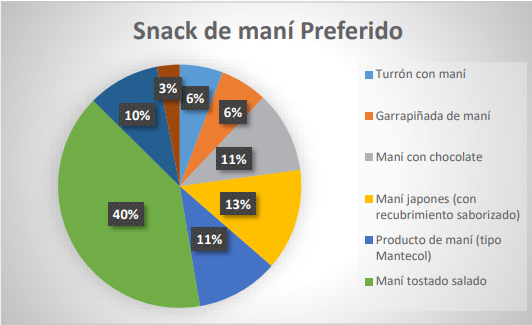 Snack de maní Preferido
3%
6%
6%
10%
11%
13%
40%
11%
Turrón con maní
Garrapiñada de maní
Maní con chocolate
Maní japones (con
recubrimiento saborizado)
Producto de maní (tipo
Mantecol)
Maní tostado salado